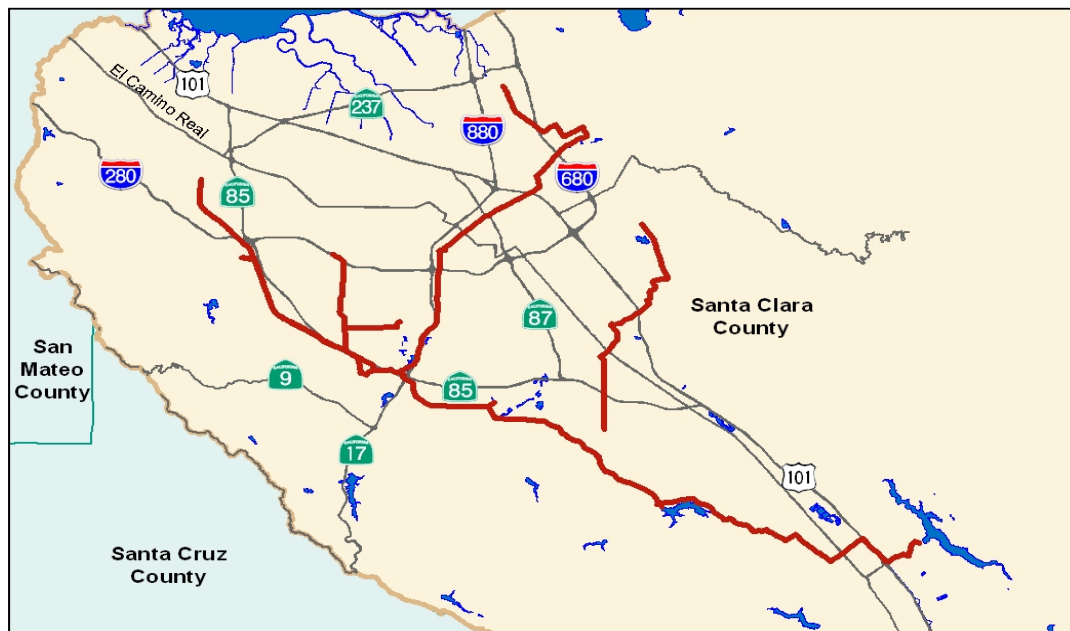 El Camino Real
101
237
880
280
85
680
Santa Clara
County
87
San
Mateo
County
9
85
17
101
Santa Cruz
County